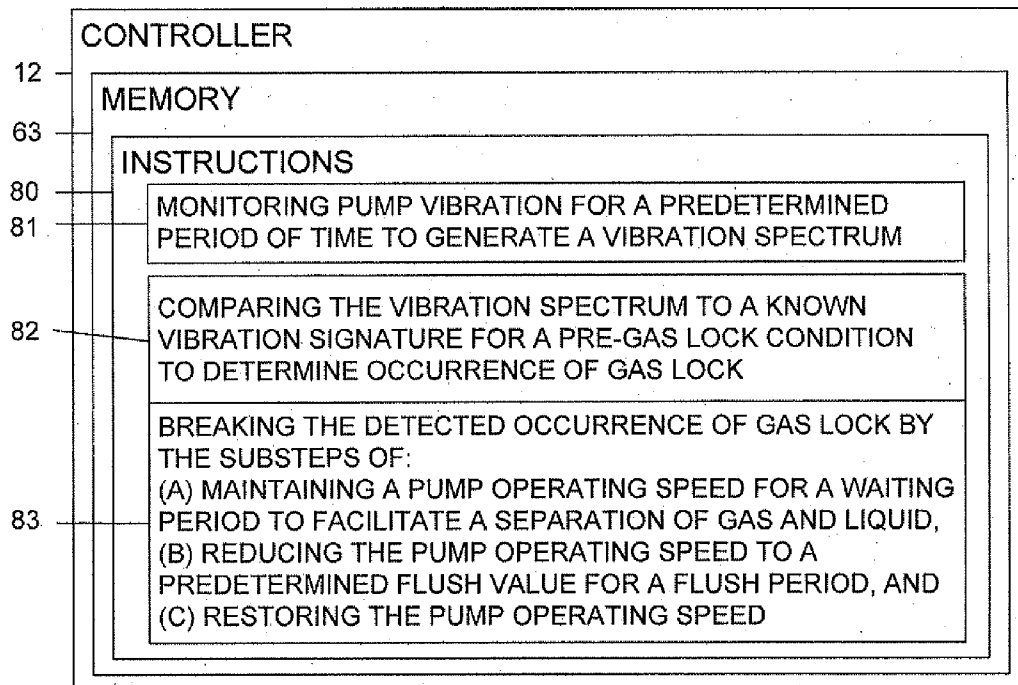 CONTROLLER
12
MEMORY
63
INSTRUCTIONS
80
81
MONITORING PUMP VIBRATION FOR A PREDETERMINED
PERIOD OF TIME TO GENERATE A VIBRATION SPECTRUM
82
COMPARING THE VIBRATION SPECTRUM TO A KNOWN
VIBRATION SIGNATURE FOR A PRE-GAS LOCK CONDITION
TO DETERMINE OCCURRENCE OF GAS LOCK
83
BREAKING THE DETECTED OCCURRENCE OF GAS LOCK BY
THE SUBSTEPS OF:
(A) MAINTAINING A PUMP OPERATING SPEED FOR A WAITING
PERIOD TO FACILITATE A SEPARATION OF GAS AND LIQUID,
(B) REDUCING THE PUMP OPERATING SPEED TO A
PREDETERMINED FLUSH VALUE FOR A FLUSH PERIOD, AND
(C) RESTORING THE PUMP OPERATING SPEED